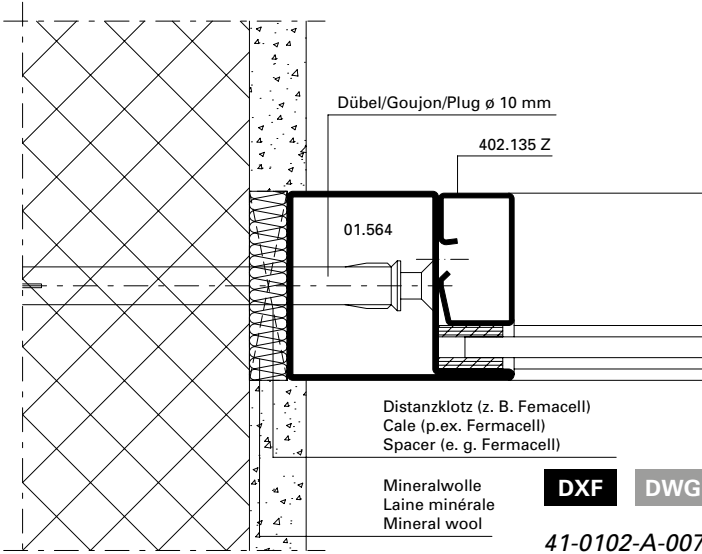 Dübel/Goujon/Plug ø 10 mm
402.135 Z
01.564
Distanzklotz (z. B. Femacell)
Cale (p.ex. Fermacell)
Spacer (e. g. Fermacell)
Mineralwolle
Laine minérale
Mineral wool
DXF DWG
41-0102-A-007